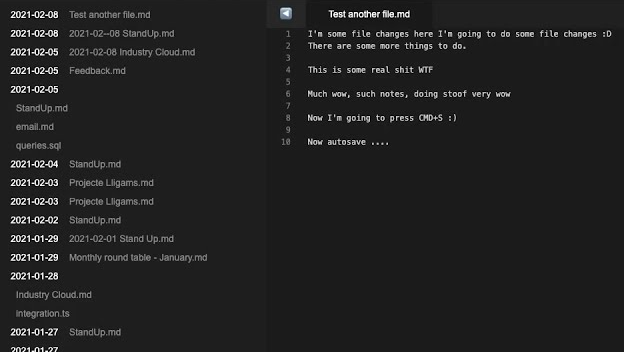 2021-02-08 Test another file.md
2021-02-08 2021-02--08 StandUp.md
2021-02-05 2021-02-08 Industry Cloud.md
2021-02-05 Feedback.md
2021-02-05
StandUp.md
email.md
queries.sql
2021-02-04 StandUp.md
2021-02-03 Projecte Lligams.md
2021-02-03 Projecte Lligams.md
2021-02-02 StandUp.md
2021-01-29 2021-02-01 Stand Up.md
2021-01-29 Monthly round table - January.md
2021-01-28
Industry Cloud.md
integration.ts
2021-01-27 StandUp.md
2021-01-27
Test another file.md
1 I'm some file changes here I'm going to do some file changes :D
2 There are some more things to do.
3
4 This is some real shit WTF
5
6 Much wow, such notes, doing stoof very wow
7
8 Now I'm going to press CMD+S :)
9
10 Now autosave ....